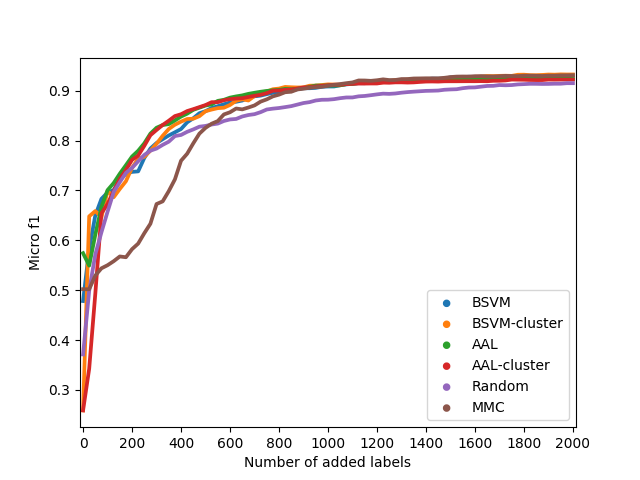 Micro f1
0.9
0.8
0.7
0.6
0.5
0.4
0.3
BSVM
BSVM-cluster
AAL
AAL-cluster
Random
MMC
0 200 400 600 800 1000 1200 1400 1600 1800 2000
Number of added labels